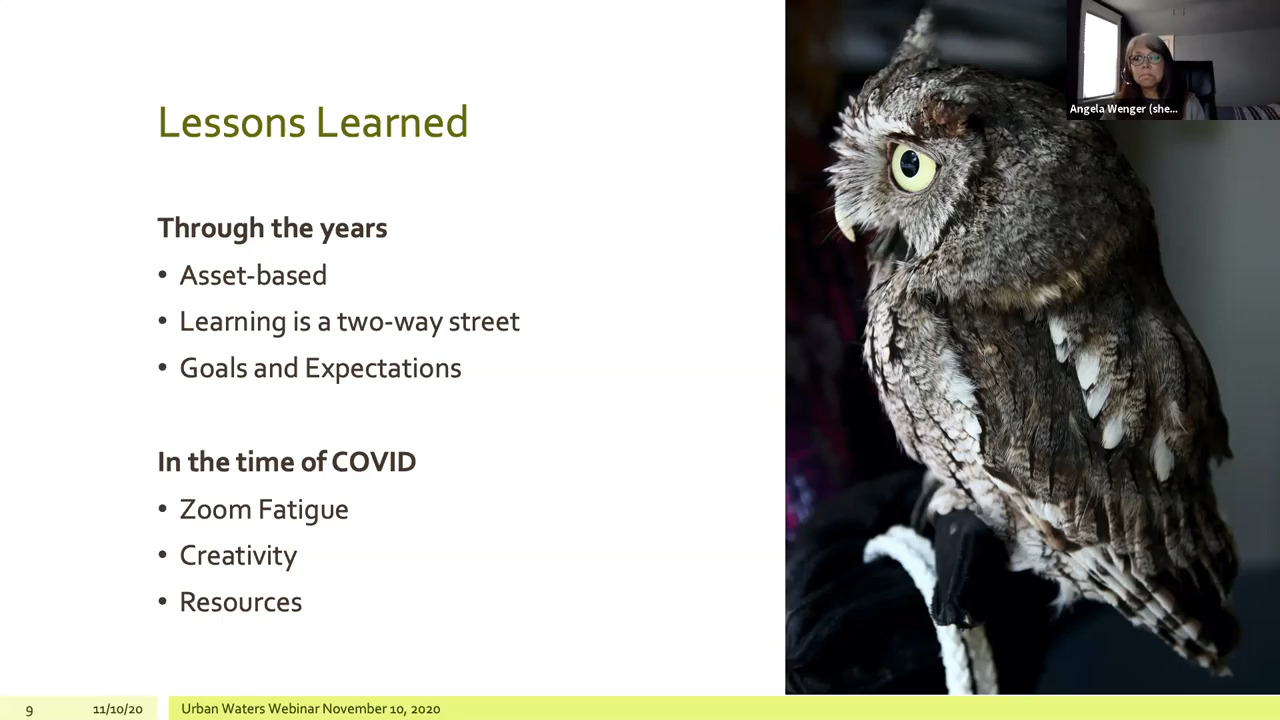 Angela Wenger (she...
Lessons Learned
Through the years
• Asset-based
• Learning is a two-way street
• Goals and Expectations
In the time of COVID
• Zoom Fatigue
• Creativity
• Resources
9 11/10/20 Urban Waters Webinar November 10, 2020